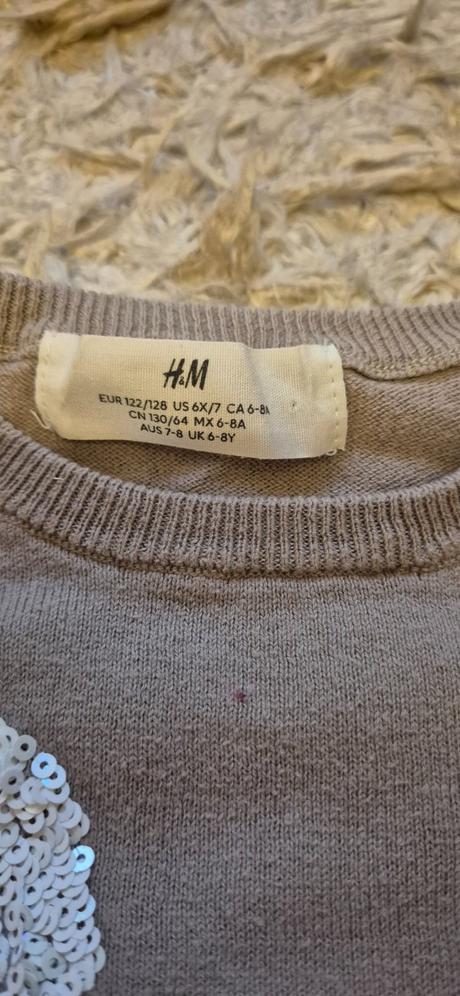 H&M
EUR 122/128 US 6X/7 CA 6-8A
CN 130/64 MX 6-8A
AUS 7-8 UK 6-8Y